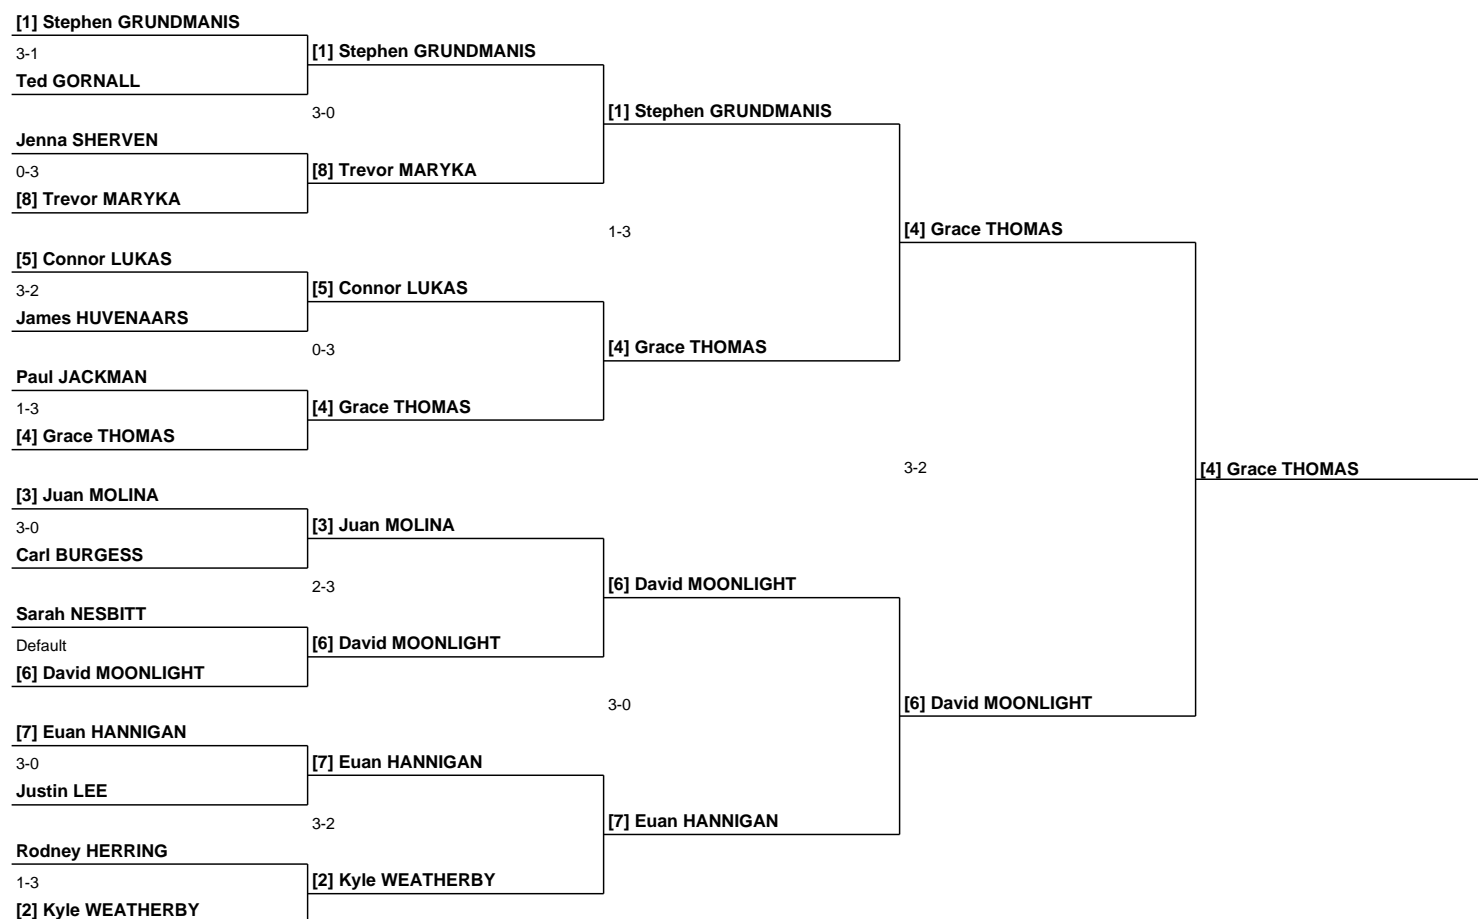 [1] Stephen GRUNDMANIS
3-1
Ted GORNALL
Jenna SHERVEN
0-3
[8] Trevor MARYKA
[5] Connor LUKAS
3-2
James HUVENAARS
Paul JACKMAN
1-3
[4] Grace THOMAS
[3] Juan MOLINA
3-0
Carl BURGESS
Sarah NESBITT
Default
[6] David MOONLIGHT
[7] Euan HANNIGAN
3-0
Justin LEE
Rodney HERRING
1-3
[2] Kyle WEATHERBY
[1] Stephen GRUNDMANIS
3-0
[8] Trevor MARYKA
[5] Connor LUKAS
0-3
[4] Grace THOMAS
[3] Juan MOLINA
2-3
[6] David MOONLIGHT
[7] Euan HANNIGAN
3-2
[2] Kyle WEATHERBY
[1] Stephen GRUNDMANIS
1-3
[4] Grace THOMAS
[6] David MOONLIGHT
3-0
[7] Euan HANNIGAN
[4] Grace THOMAS
3-2
[6] David MOONLIGHT
[4] Grace THOMAS